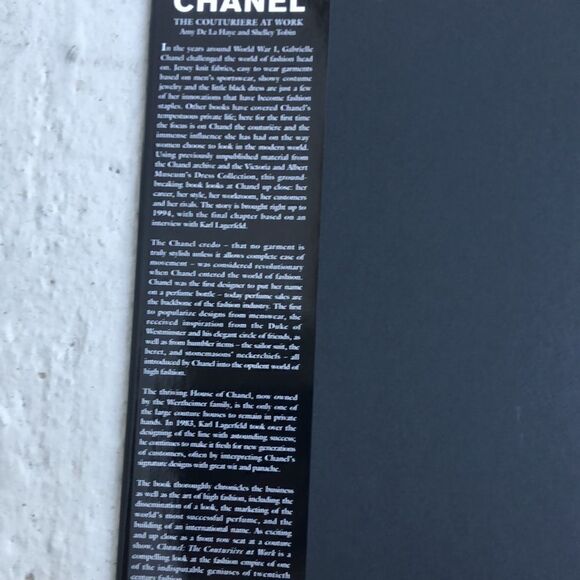 CHANEL
THE COUTURIERE AT WORK
Amy De La Haye and Shelley Tobin
In the years around World War I, Gabrielle
Chanel challenged the world of fashion head
on. Jersey knit fabrics, easy to wear garments
based on men's sportswear, showy costume
jewelry and the little black dress are just a few
of her innovations that have become fashion
staples. Other books have covered Chanel's
tempestuous private life; here for the first time
the focus is on Chanel the couturière and the
immense influence she has had on the way
women choose to look in the modern world.
Using previously unpublished material from
the Chanel archive and the Victoria and Albert
Museum's Dress Collection, this ground-
breaking book looks at Chanel up close: her
career, her style, her workroom, her customers
and her rivals. The story is brought right up to
1994, with the final chapter based on an
interview with Karl Lagerfeld.
The Chanel credo – that no garment is
truly stylish unless it allows complete ease of
movement – was considered revolutionary
when Chanel entered the world of fashion.
Chanel was the first designer to put her name
on a perfume bottle – today perfume sales are
the backbone of the fashion industry. The first
to popularize designs from menswear, she
received inspiration from the Duke of
Westminster and his elegant circle of friends, as
well as from humbler items – the sailor suit, the
beret, and stonemasons' neckerchiefs – all
introduced by Chanel into the opulent world of
high fashion.
The thriving House of Chanel, now owned
by the Wertheimer family, is the only one of
the large couture houses to remain in private
hands. In 1983, Karl Lagerfeld took over the
designing of the line with astounding success;
he continues to make it fresh for new generations
of customers, often by interpreting Chanel's
signature designs with great wit and panache.
The book thoroughly chronicles the business
as well as the art of high fashion, including the
dissemination of a look, the marketing of the
world's most successful perfume, and the
building of an international name. As exciting
and up close as a front row seat at a couture
show, Chanel: The Couturiere at Work is a
compelling look at the fashion empire of one
of the indisputable geniuses of twentieth
century fashion